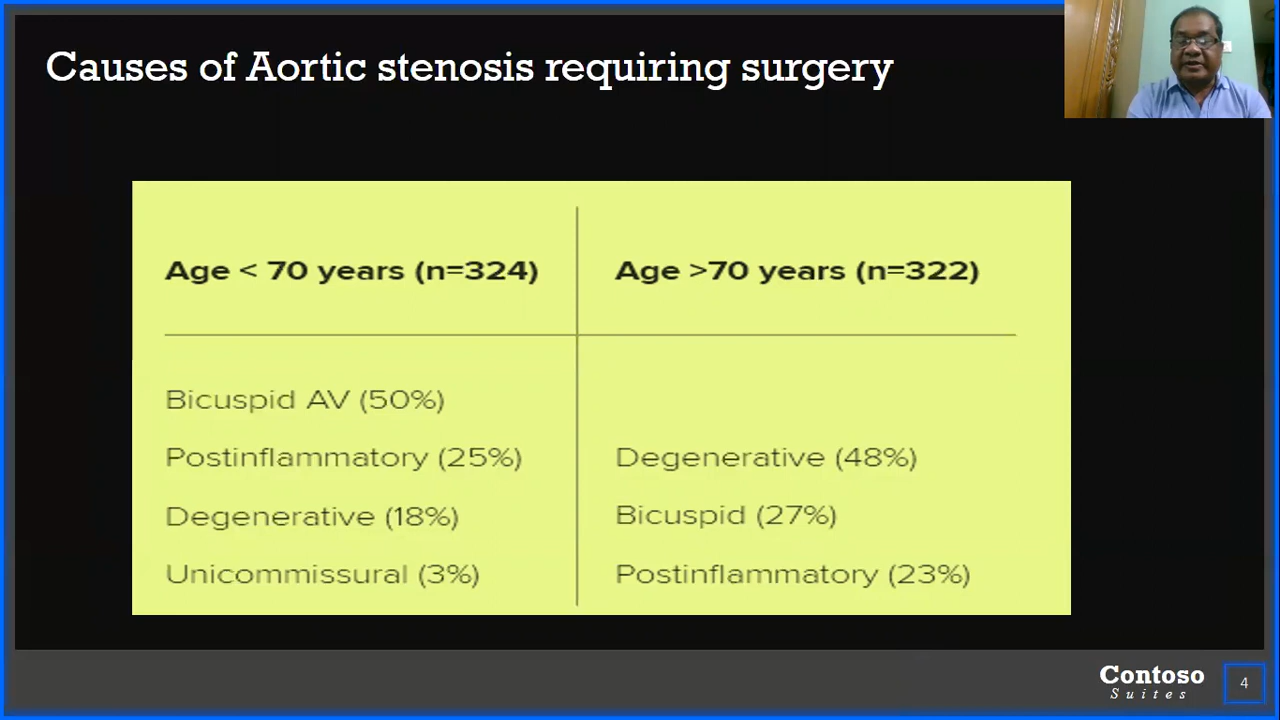 Causes of Aortic stenosis requiring surgery
Age < 70 years (n=324)
Age >70 years (n=322)
Bicuspid AV (50%)
Postinflammatory (25%)
Degenerative (18%)
Unicommissural (3%)
Degenerative (48%)
Bicuspid (27%)
Postinflammatory (23%)
Contoso
Suites
4